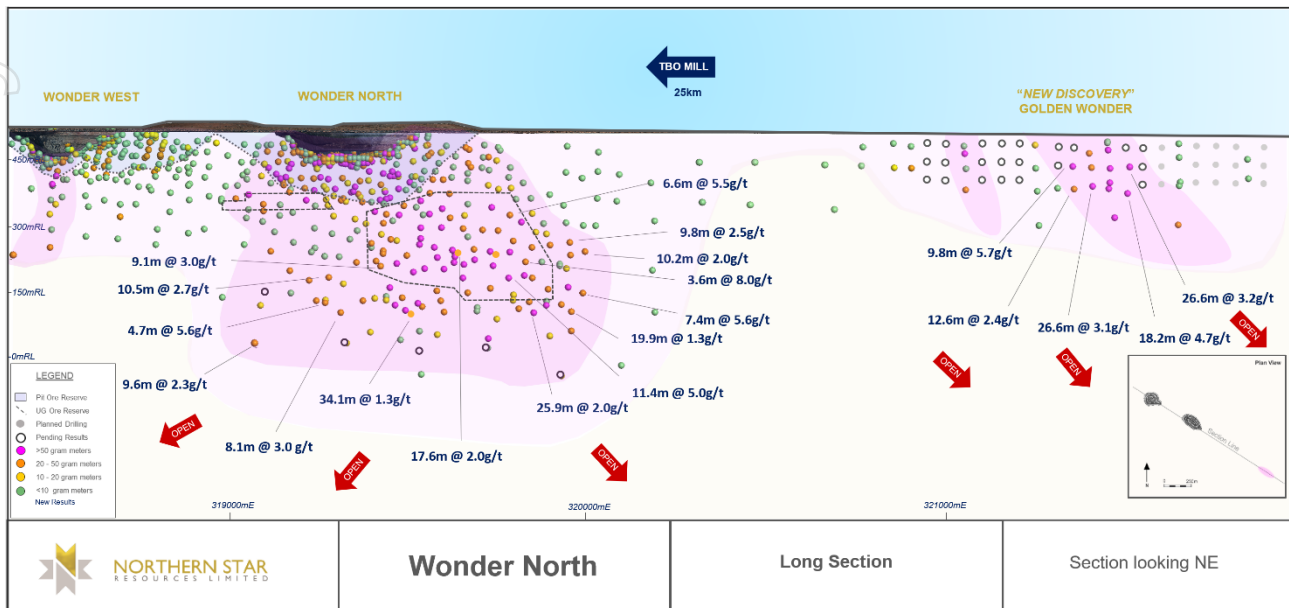 TBO MILL
25km
WONDER WEST
WONDER NORTH
“NEW DISCOVERY”
GOLDEN WONDER
450mRL
300mRL
150mRL
0mRL
6.6m @ 5.5g/t
9.8m @ 2.5g/t
10.2m @ 2.0g/t
3.6m @ 8.0g/t
7.4m @ 5.6g/t
19.9m @ 1.3g/t
11.4m @ 5.0g/t
25.9m @ 2.0g/t
17.6m @ 2.0g/t
34.1m @ 1.3g/t
8.1m @ 3.0 g/t
9.6m @ 2.3g/t
4.7m @ 5.6g/t
10.5m @ 2.7g/t
9.1m @ 3.0g/t
9.8m @ 5.7g/t
12.6m @ 2.4g/t
26.6m @ 3.1g/t
18.2m @ 4.7g/t
26.6m @ 3.2g/t
OPEN
OPEN
OPEN
OPEN
OPEN
OPEN
LEGEND
Pit Ore Reserve
UG Ore Reserve
Planned Drilling
Pending Results
>50 gram meters
20 - 50 gram meters
10 - 20 gram meters
<10 gram meters
New Results
Plan View
Section Line
N
0
250m
319000mE
320000mE
321000mE
NORTHERN STAR
RESOURCES LIMITED
Wonder North
Long Section
Section looking NE